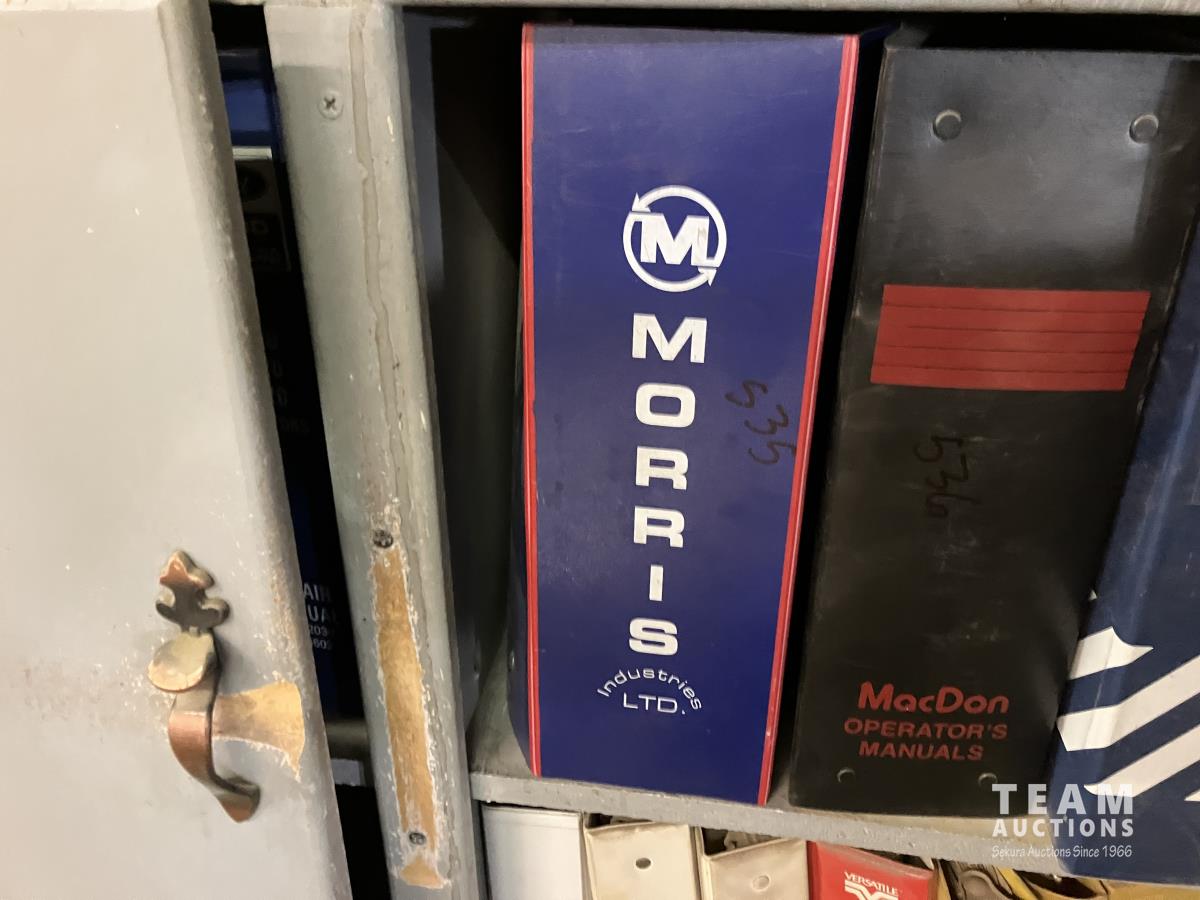 M
MORRIS
Industries
LTD.
535
536
MacDon
OPERATOR'S
MANUALS
VERSATILE
TEAM
AUCTIONS
Sekura Auctions Since 1966